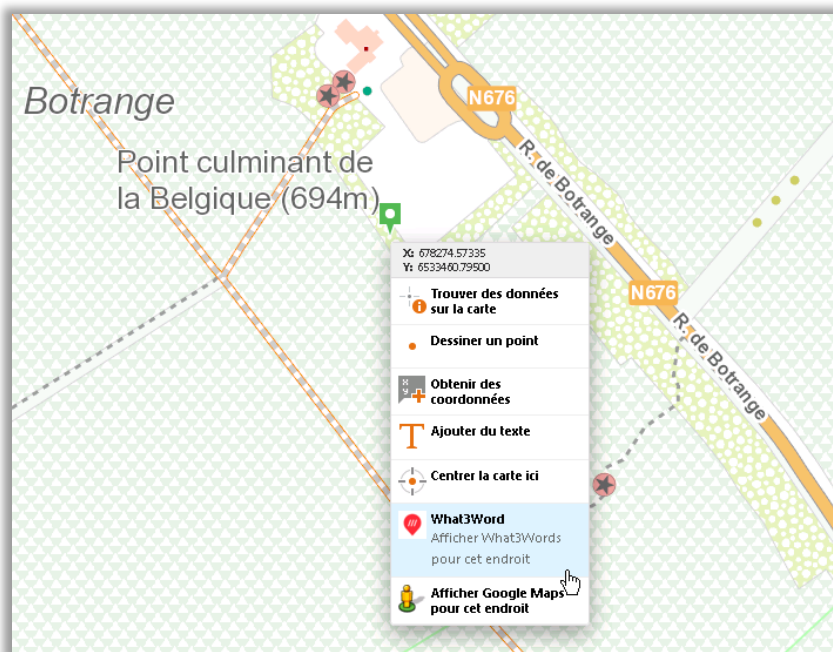 N676
Botrange
Point culminant de
la Belgique (694m)
R. de Botrange
X: 678274.57335
Y: 6533460.79500
Trouver des données
sur la carte
N676
Dessiner un point
R. de Botrange
Obtenir des
coordonnées
Ajouter du texte
Centrer la carte ici
What3Word
Afficher What3Words
pour cet endroit
Afficher Google Maps
pour cet endroit